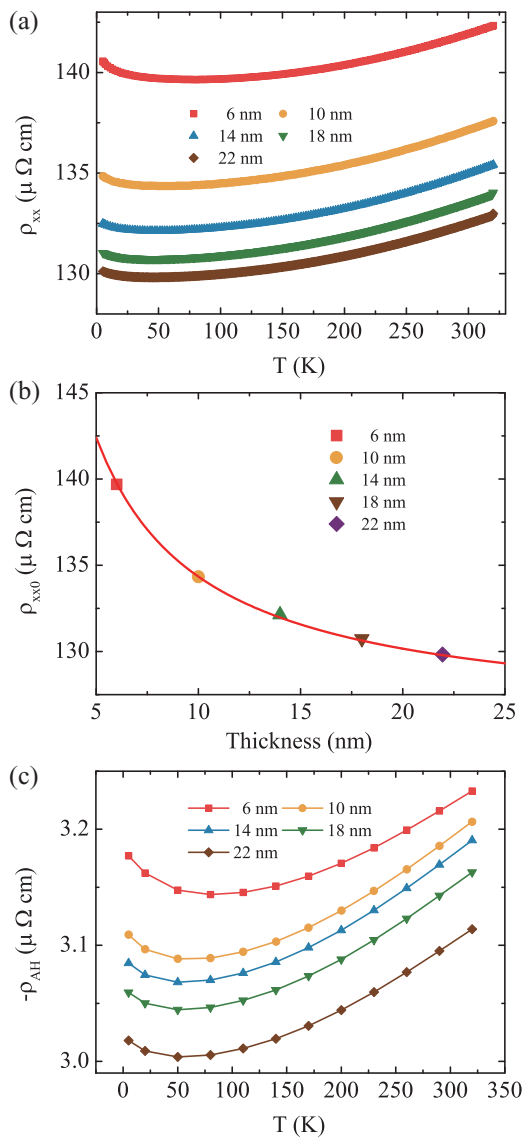 (a)
ρxx (μ Ω cm)
140
135
130
6 nm
10 nm
14 nm
18 nm
22 nm
0
50
100
150
200
250
300
T (K)
(b)
ρxx0 (μ Ω cm)
145
140
135
130
6 nm
10 nm
14 nm
18 nm
22 nm
5
10
15
20
25
Thickness (nm)
(c)
-ρAH (μ Ω cm)
3.2
3.1
3.0
6 nm
10 nm
14 nm
18 nm
22 nm
0
50
100
150
200
250
300
350
T (K)